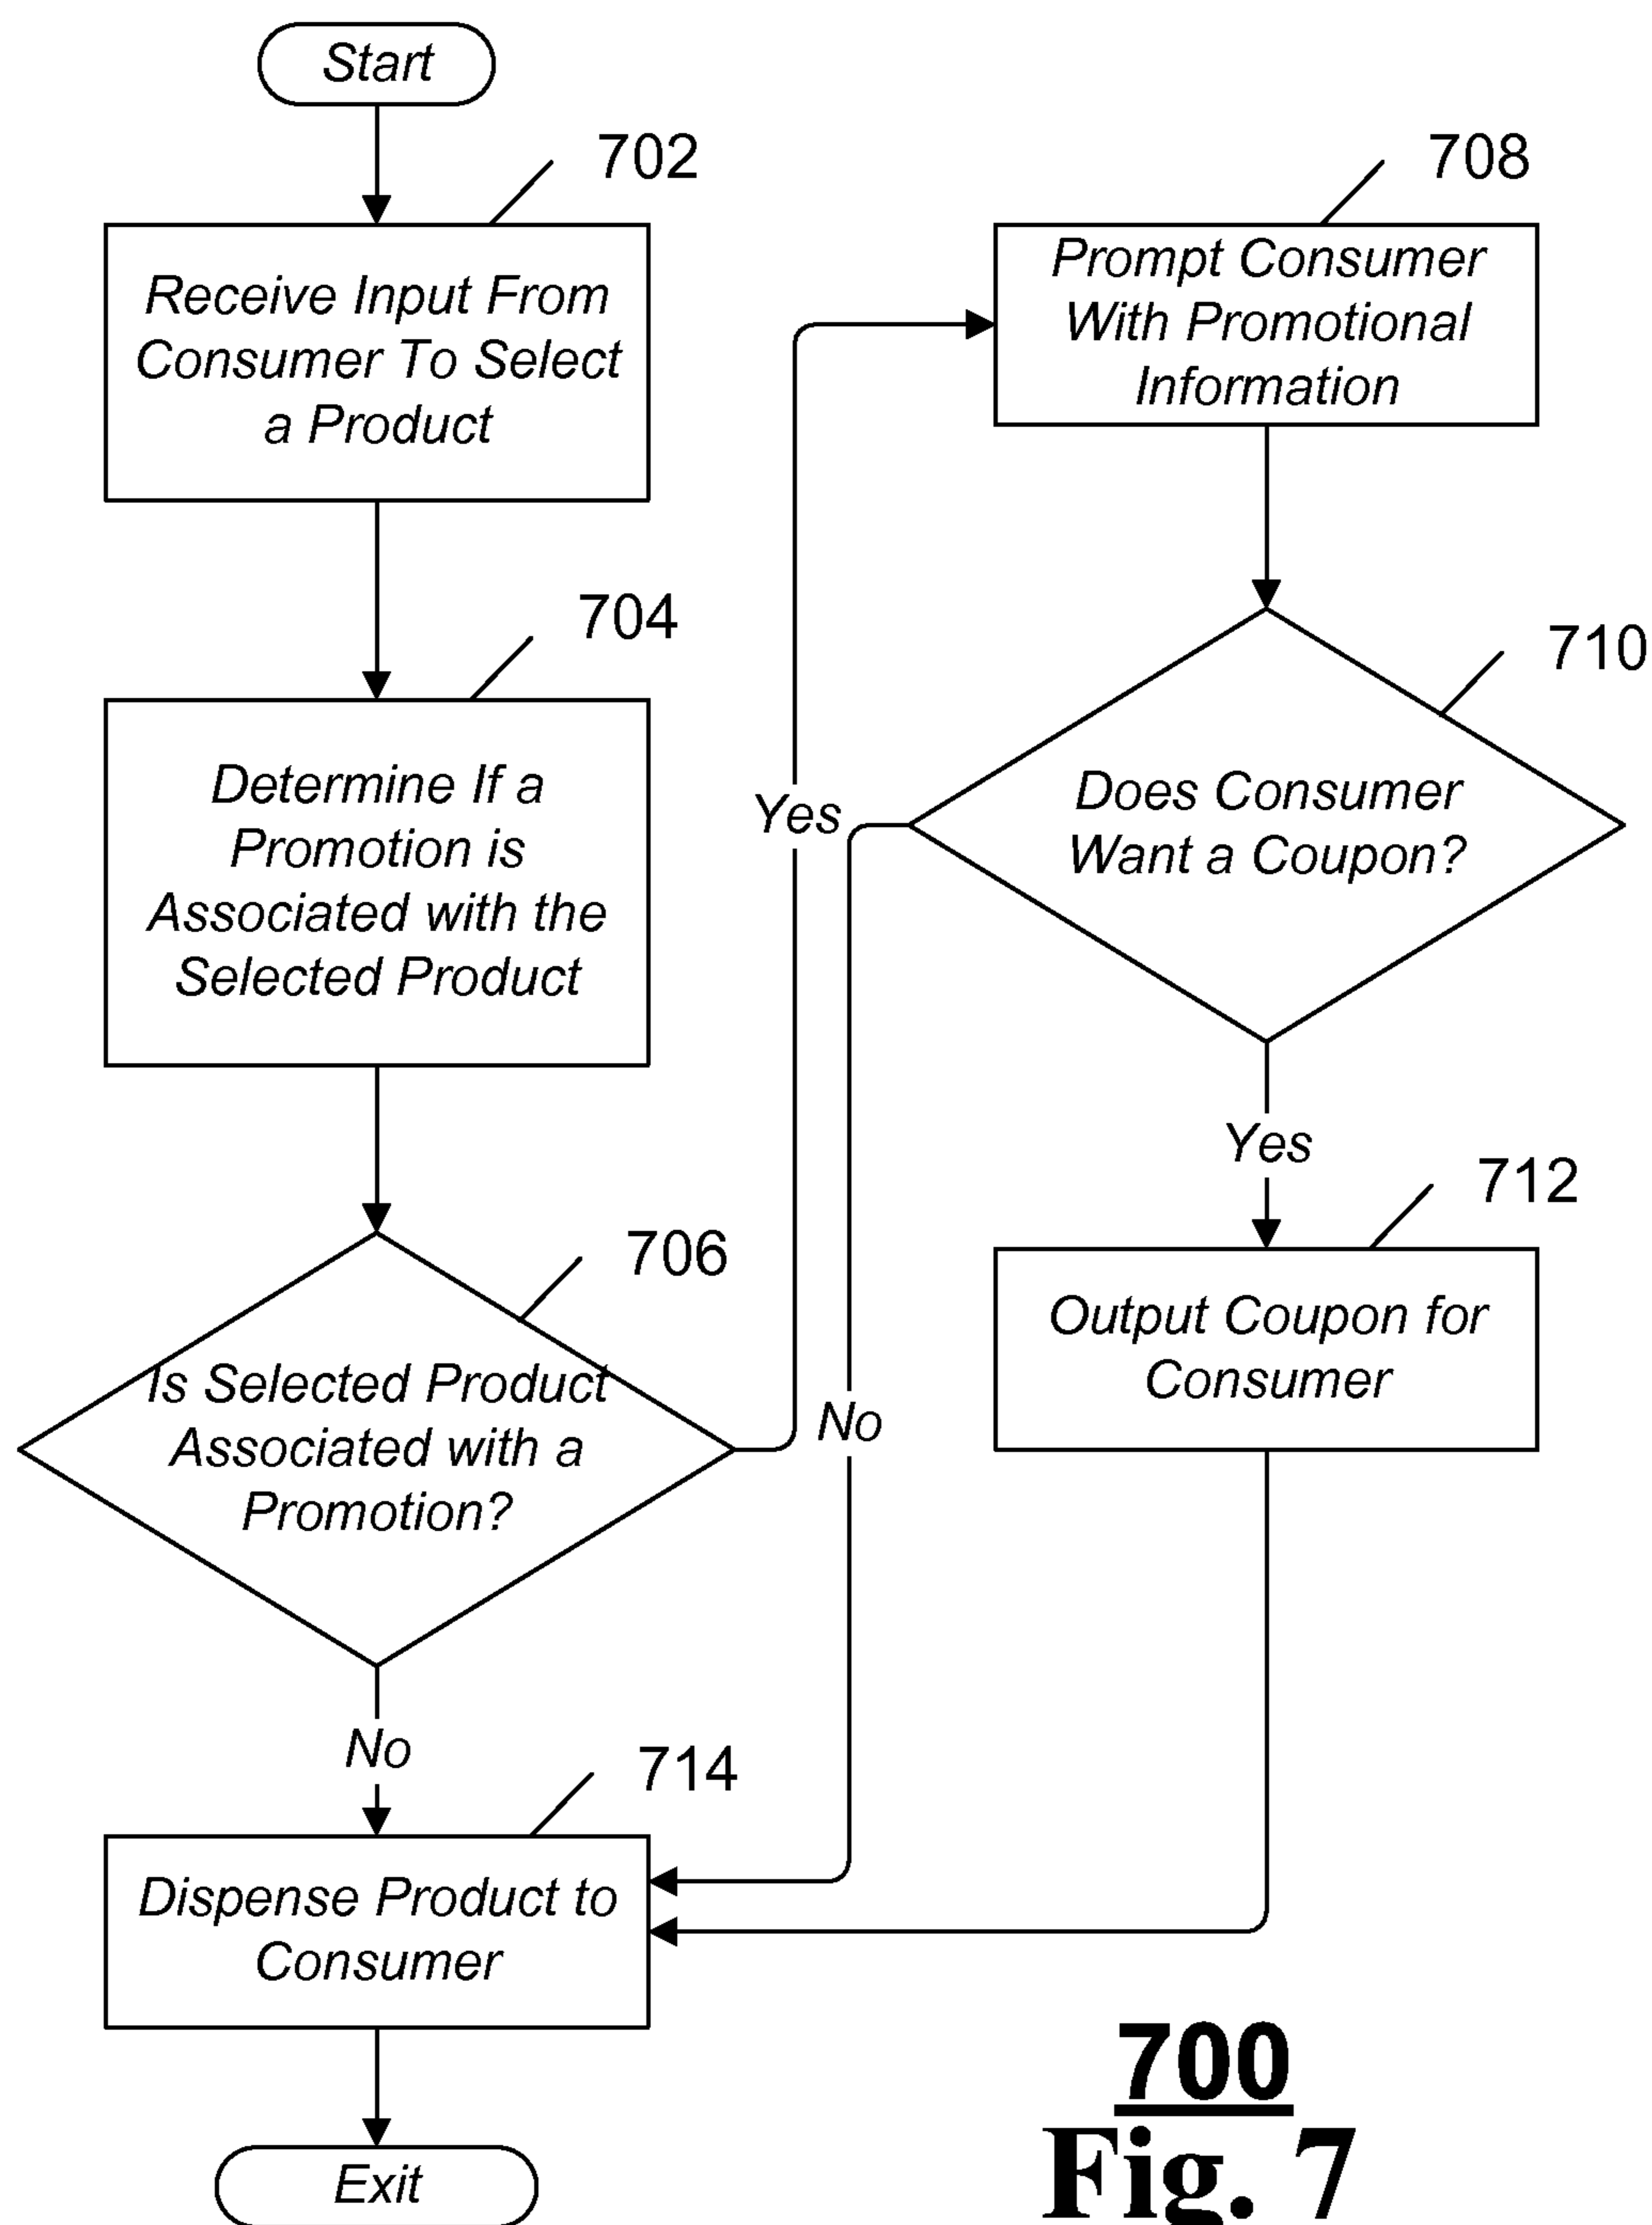 Start
702
Receive Input From
Consumer To Select
a Product
704
Determine If a
Promotion is
Associated with the
Selected Product
706
Is Selected Product
Associated with a
Promotion?
Yes
No
708
Prompt Consumer
With Promotional
Information
710
Does Consumer
Want a Coupon?
No
Yes
712
Output Coupon for
Consumer
714
Dispense Product to
Consumer
Exit
700
Fig. 7